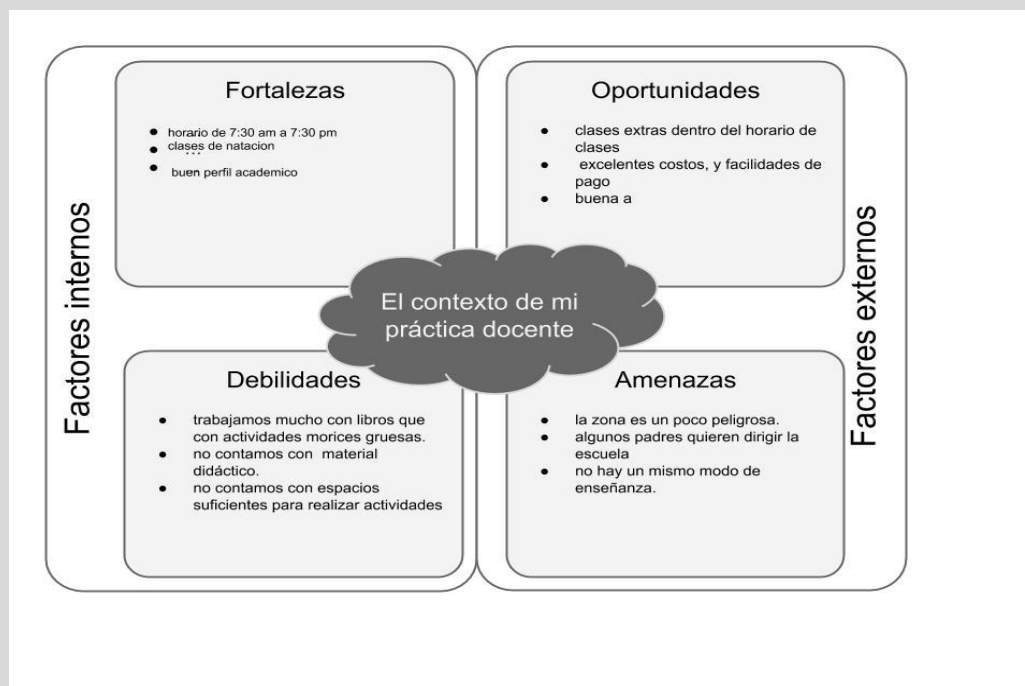 Factores internos
Fortalezas
● horario de 7:30 am a 7:30 pm
● clases de natacion
● buen perfil academico
Oportunidades
● clases extras dentro del horario de
clases
● excelentes costos, y facilidades de
pago
● buena a
El contexto de mi
práctica docente
Debilidades
● trabajamos mucho con libros que
con actividades morices gruesas.
● no contamos con material
didáctico.
● no contamos con espacios
suficientes para realizar actividades
Amenazas
● la zona es un poco peligrosa.
● algunos padres quieren dirigir la
escuela
● no hay un mismo modo de
enseñanza.
Factores externos